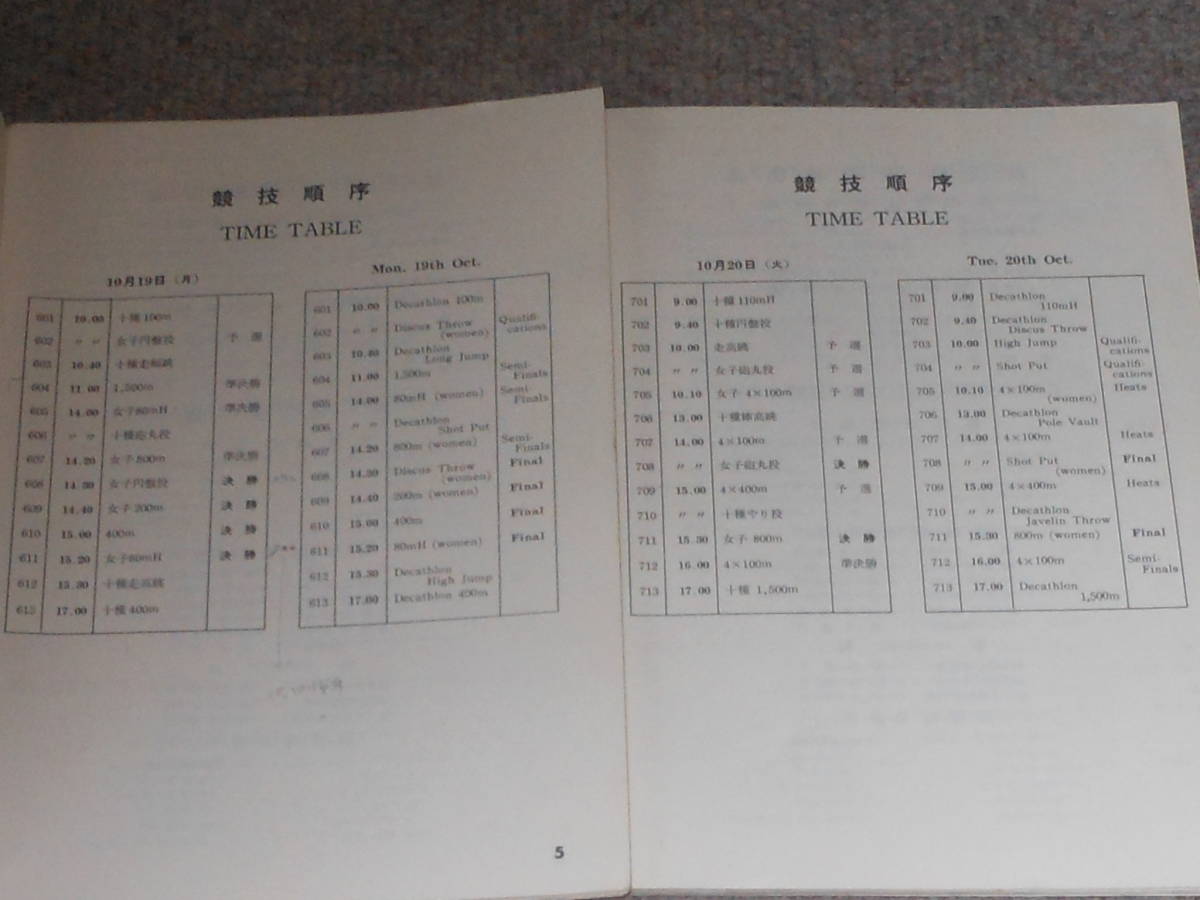 競技順序
TIME TABLE
10月19日（月）
601 10.00 十種100m
602 〃 〃 女子円盤投 予選
603 10.40 十種走幅跳
604 11.00 1,500m 準決勝
605 14.00 女子80mH 準決勝
606 〃 〃 十種砲丸投
607 14.20 女子800m 準決勝
608 14.30 女子円盤投 決勝
609 14.40 女子200m 決勝
610 15.00 400m 決勝
611 15.20 女子80mH 決勝
612 15.30 十種走高跳
613 17.00 十種400m
Mon. 19th Oct.
601 10.00 Decathlon 100m
602 〃 〃 Discus Throw Qualifi-
(women) cations
603 10.40 Decathlon
Long Jump
604 11.00 1,500m Semi-
Finals
605 14.00 80mH (women) Semi-
Finals
606 〃 〃 Decathlon
Shot Put
607 14.20 800m (women) Semi-
Finals
608 14.30 Discus Throw Final
(women)
609 14.40 200m (women) Final
610 15.00 400m Final
611 15.20 80mH (women) Final
612 15.30 Decathlon
High Jump
613 17.00 Decathlon 400m
5
競技順序
TIME TABLE
10月20日（火）
701 9.00 十種110mH
702 9.40 十種円盤投
703 10.00 走高跳 予選
704 〃 〃 女子砲丸投 予選
705 10.10 女子4×100m 予選
706 13.00 十種棒高跳
707 14.00 4×100m 予選
708 〃 〃 女子砲丸投 決勝
709 15.00 4×400m 予選
710 〃 〃 十種やり投
711 15.30 女子800m 決勝
712 16.00 4×100m 準決勝
713 17.00 十種1,500m
Tue. 20th Oct.
701 9.00 Decathlon
110mH
702 9.40 Decathlon
Discus Throw
703 10.00 High Jump Qualifi-
cations
704 〃 〃 Shot Put Qualifi-
cations
705 10.10 4×100m Heats
(women)
706 13.00 Decathlon
Pole Vault
707 14.00 4×100m Heats
708 〃 〃 Shot Put Final
(women)
709 15.00 4×400m Heats
710 〃 〃 Decathlon
Javelin Throw
711 15.30 800m (women) Final
712 16.00 4×100m Semi-
Finals
713 17.00 Decathlon
1,500m